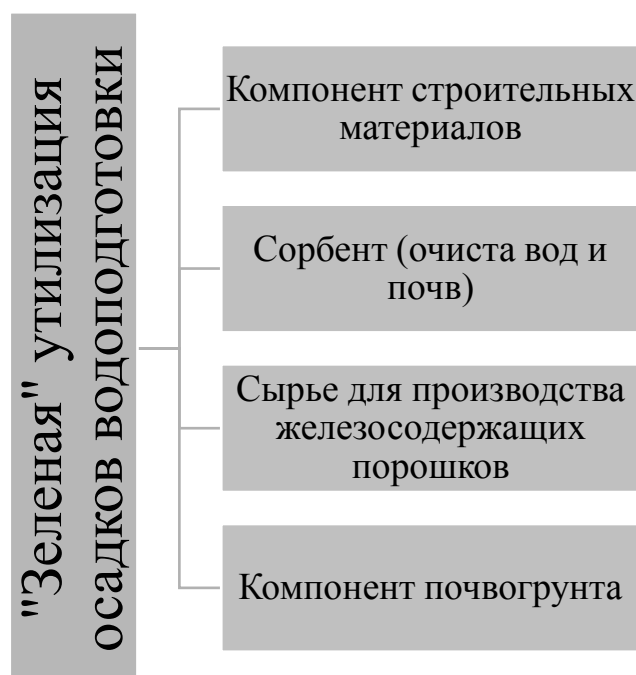 "Зеленая" утилизация
осадков водоподготовки
Компонент строительных
материалов
Сорбент (очиста вод и
почв)
Сырье для производства
железосодержащих
порошков
Компонент почвогрунта